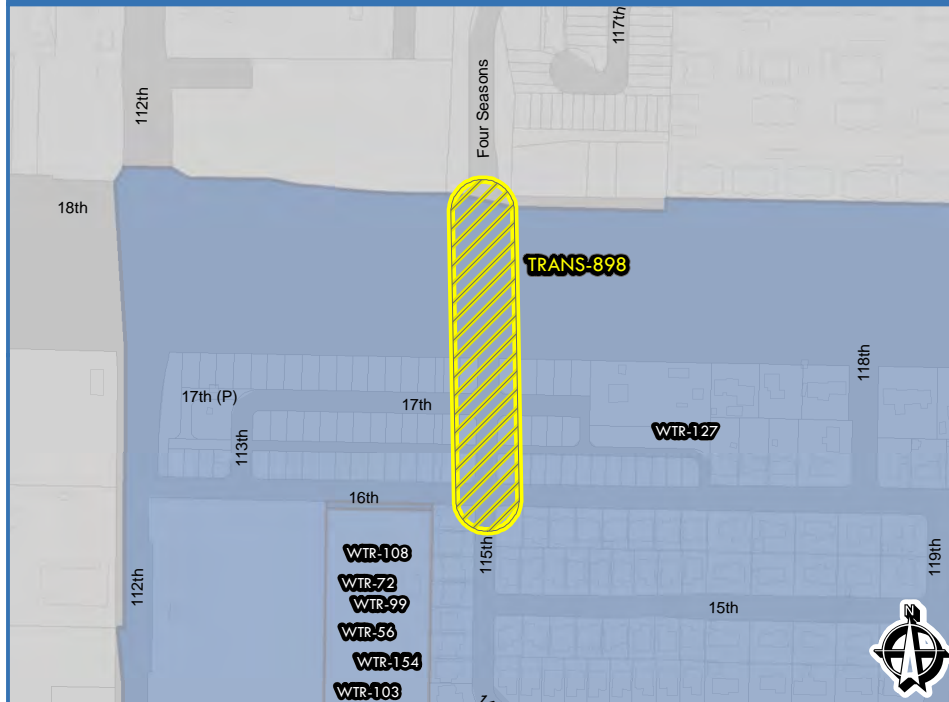 117th
112th
Four Seasons
18th
TRANS-898
118th
17th (P)
17th
WTR-127
113th
16th
WTR-108
115th
119th
112th
WTR-72
WTR-99
15th
N
WTR-56
WTR-154
WTR-103